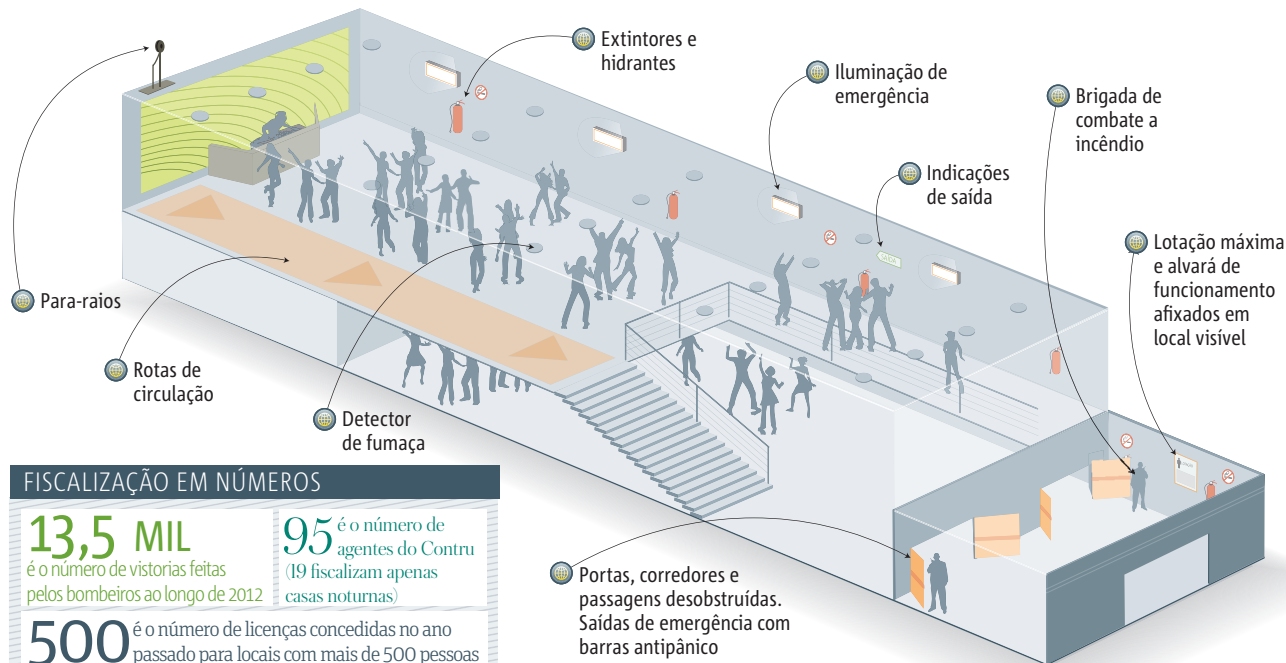 Extintores e
hidrantes
Iluminação de
emergência
Brigada de
combate a
incêndio
Indicações
de saída
SAÍDA
Lotação máxima
e alvará de
funcionamento
afixados em
local visível
Para-raios
Rotas de
circulação
Detector
de fumaça
Portas, corredores e
passagens desobstruídas.
Saídas de emergência com
barras antipânico
FISCALIZAÇÃO EM NÚMEROS
13,5 MIL
é o número de vistorias feitas
pelos bombeiros ao longo de 2012
95 é o número de
agentes do Contru
(19 fiscalizam apenas
casas noturnas)
500 é o número de licenças concedidas no ano
passado para locais com mais de 500 pessoas